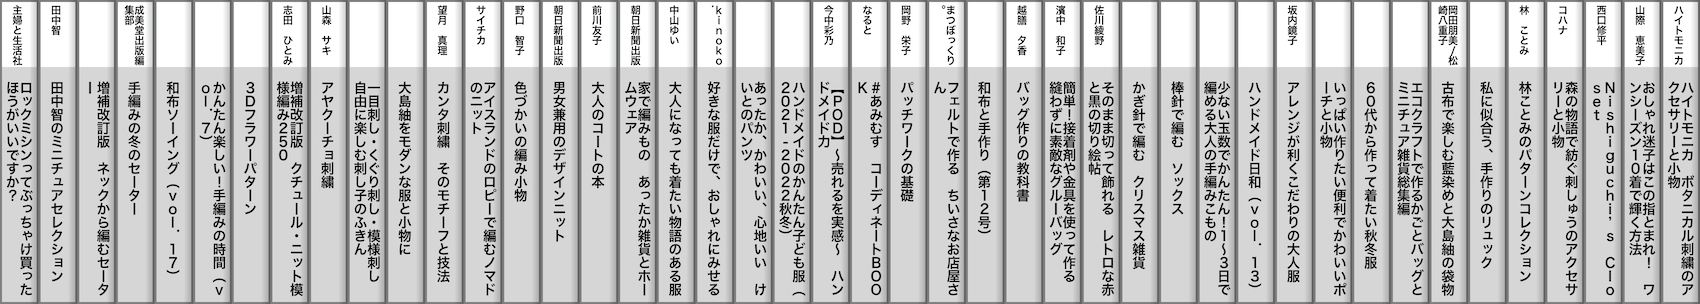 ハイトモニカ
ハイトモニカ ボタニカル刺繍のア
クセサリーと小物
山際 恵美子
おしゃれ迷子はこの指とまれ！ ワ
ンシーズン10着で輝く方法
西口修平
Nishiguchi's Clo
set
コハナ
森の物語で紡ぐ刺しゅうのアクセサ
リーと小物
林 ことみ
林ことみのパターンコレクション
私に似合う、手作りのリュック
岡田朋美/松
崎八重子
古布で楽しむ藍染めと大島紬の袋物
エコクラフトで作るかごとバッグと
ミニチュア雑貨総集編
60代から作って着たい秋冬服
いっぱい作りたい便利でかわいいポ
ーチと小物
坂内鏡子
アレンジが利くこだわりの大人服
ハンドメイド日和（vol.13）
少ない玉数でかんたん！1～3日で
編める大人の手編みこもの
棒針で編む ソックス
かぎ針で編む クリスマス雑貨
佐川綾野
そのまま切って飾れる レトロな赤
と黒の切り絵帖
濱中 和子
簡単！接着剤や金具を使って作る
縫わずに素敵なグルーバッグ
越膳 夕香
バッグ作りの教科書
和布と手作り（第12号）
まつぼっくり
。
フェルトで作る ちいさなお店屋さ
ん
岡野 栄子
パッチワークの基礎
なると
#あみむす コーディネートBOO
K
今中彩乃
【POD】～売れるを実感～ ハン
ドメイド力
ハンドメイドのかんたん子ども服（
2021-2022秋冬）
あったか、かわいい、心地いい け
いとのパンツ
kinoko
.
好きな服だけで、おしゃれにみせる
中山ゆい
大人になっても着たい物語のある服
朝日新聞出版
家で編みもの あったか雑貨とホー
ムウェア
前川友子
大人のコートの本
朝日新聞出版
男女兼用のデザインニット
野口 智子
色づかいの編み小物
サイチカ
アイスランドのロピーで編むノマド
のニット
望月 真理
カンタ刺繍 そのモチーフと技法
大島紬をモダンな服と小物に
一目刺し・くぐり刺し・模様刺し
自由に楽しむ刺し子のふきん
山森 サキ
アヤクーチョ刺繍
志田 ひとみ
増補改訂版 クチュール・ニット模
様編み250
3Dフラワーパターン
かんたん楽しい！手編みの時間（v
ol.7）
和布ソーイング（vol.17）
成美堂出版編
集部
手編みの冬のセーター
増補改訂版 ネックから編むセータ
ー
田中智
田中智のミニチュアセレクション
主婦と生活社
ロックミシンってぶっちゃけ買った
ほうがいいですか？